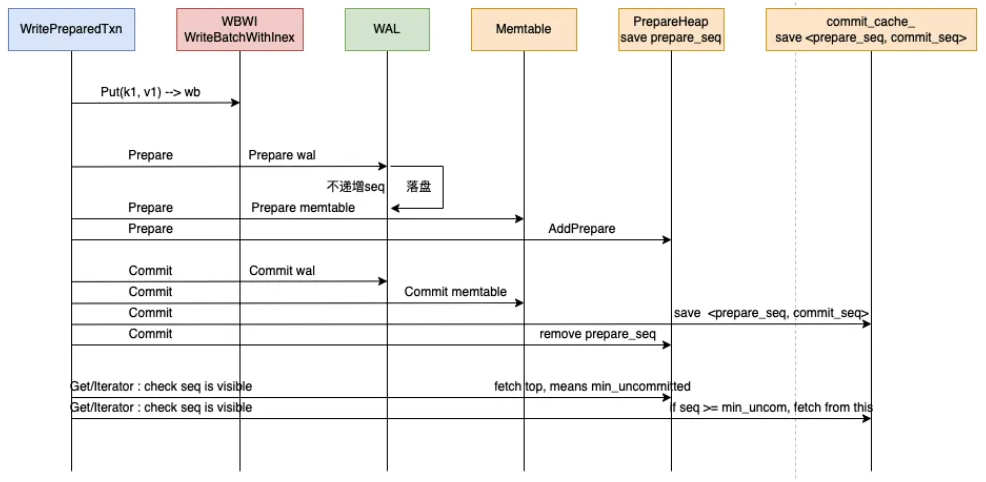 WritePreparedTxn
WBWI
WriteBatchWithInex
WAL
Memtable
PrepareHeap
save prepare_seq
commit_cache_
save <prepare_seq, commit_seq>
Put(k1, v1) --> wb
Prepare
Prepare wal
不递增seq
落盘
Prepare
Prepare memtable
Prepare
AddPrepare
Commit
Commit wal
Commit
Commit memtable
Commit
save <prepare_seq, commit_seq>
Commit
remove prepare_seq
Get/Iterator : check seq is visible
fetch top, means min_uncommitted
Get/Iterator : check seq is visible
if seq >= min_uncom, fetch from this